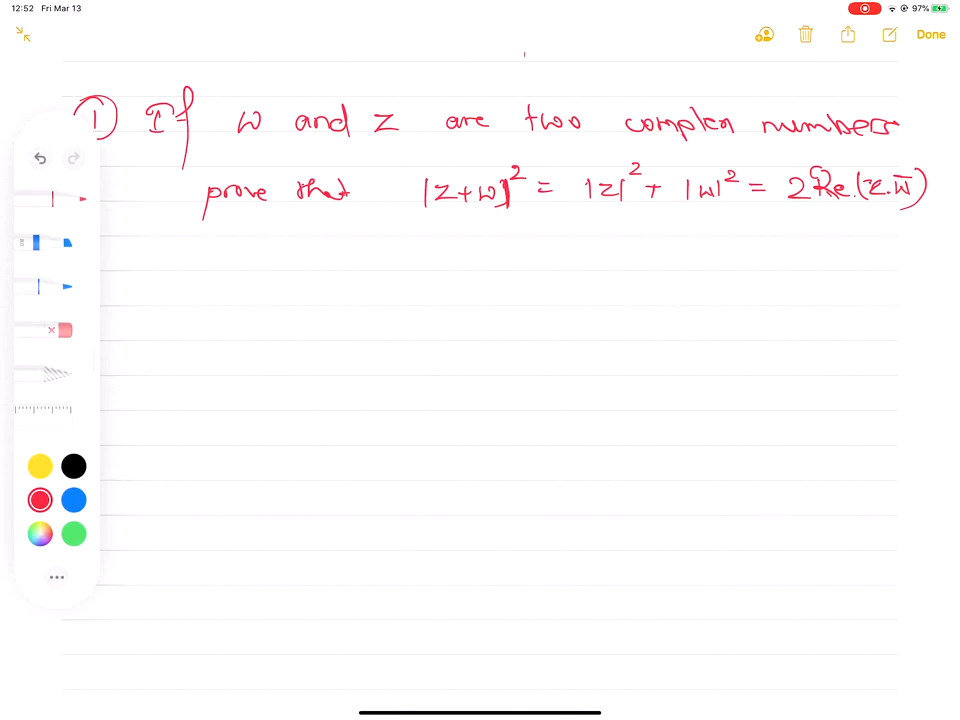 12:52 Fri Mar 13
97%
Done
① If w and z are two complex numbers
prove that |z+w|² = |z|² + |w|² = 2Re.(z.w̅)